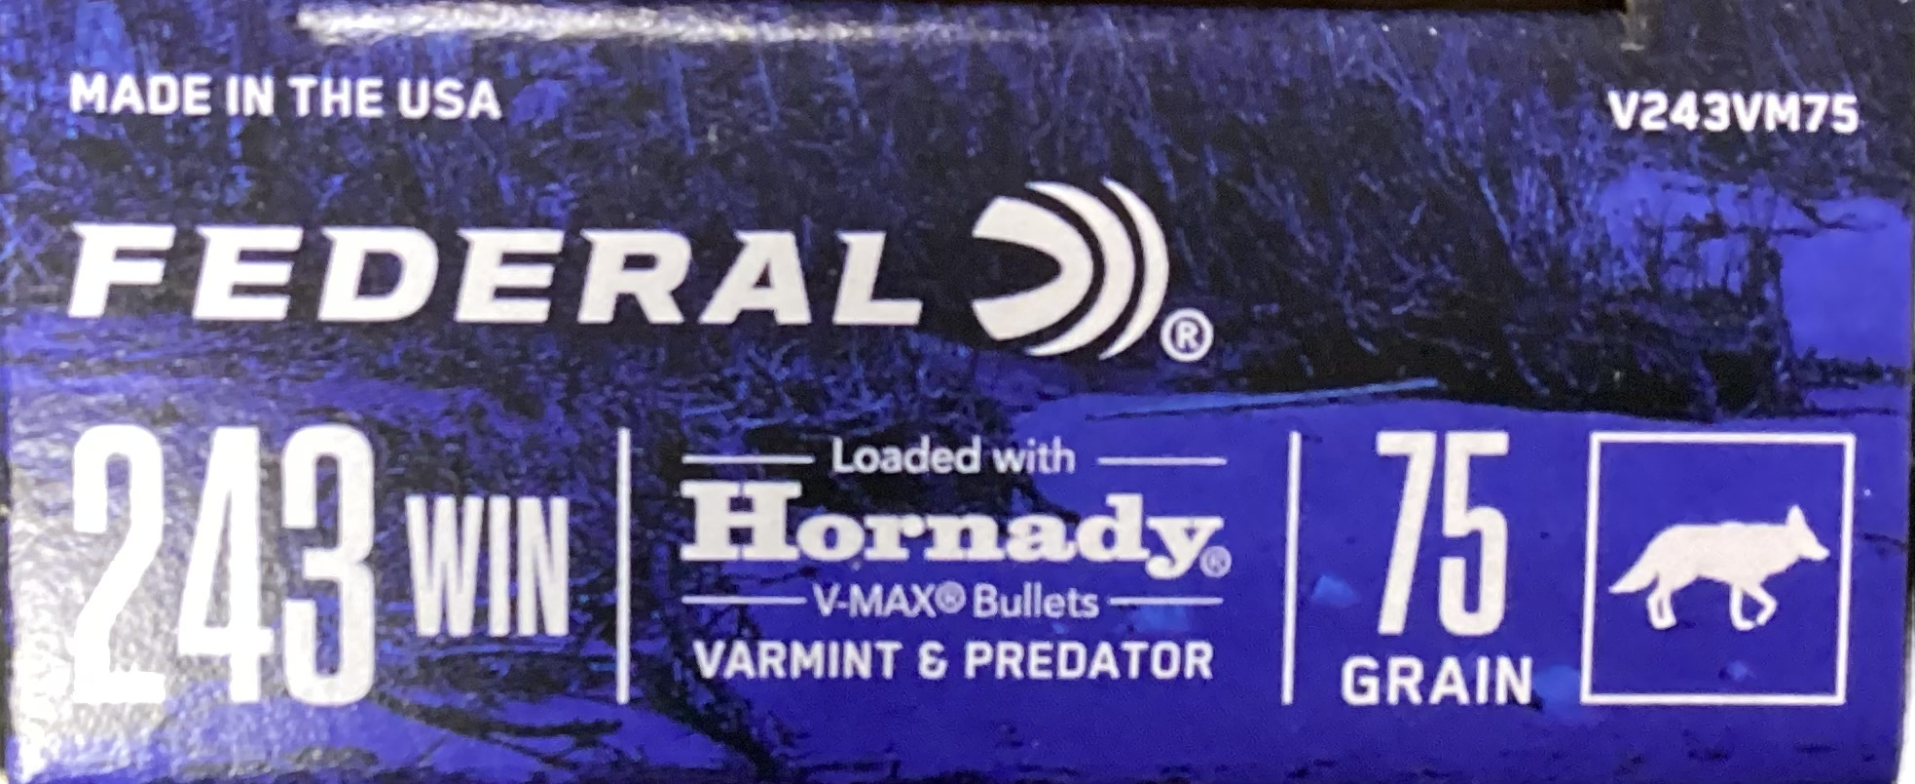 MADE IN THE USA
V243VM75
FEDERAL ®
243 WIN
Loaded with
Hornady®
V-MAX® Bullets
VARMINT & PREDATOR
75
GRAIN